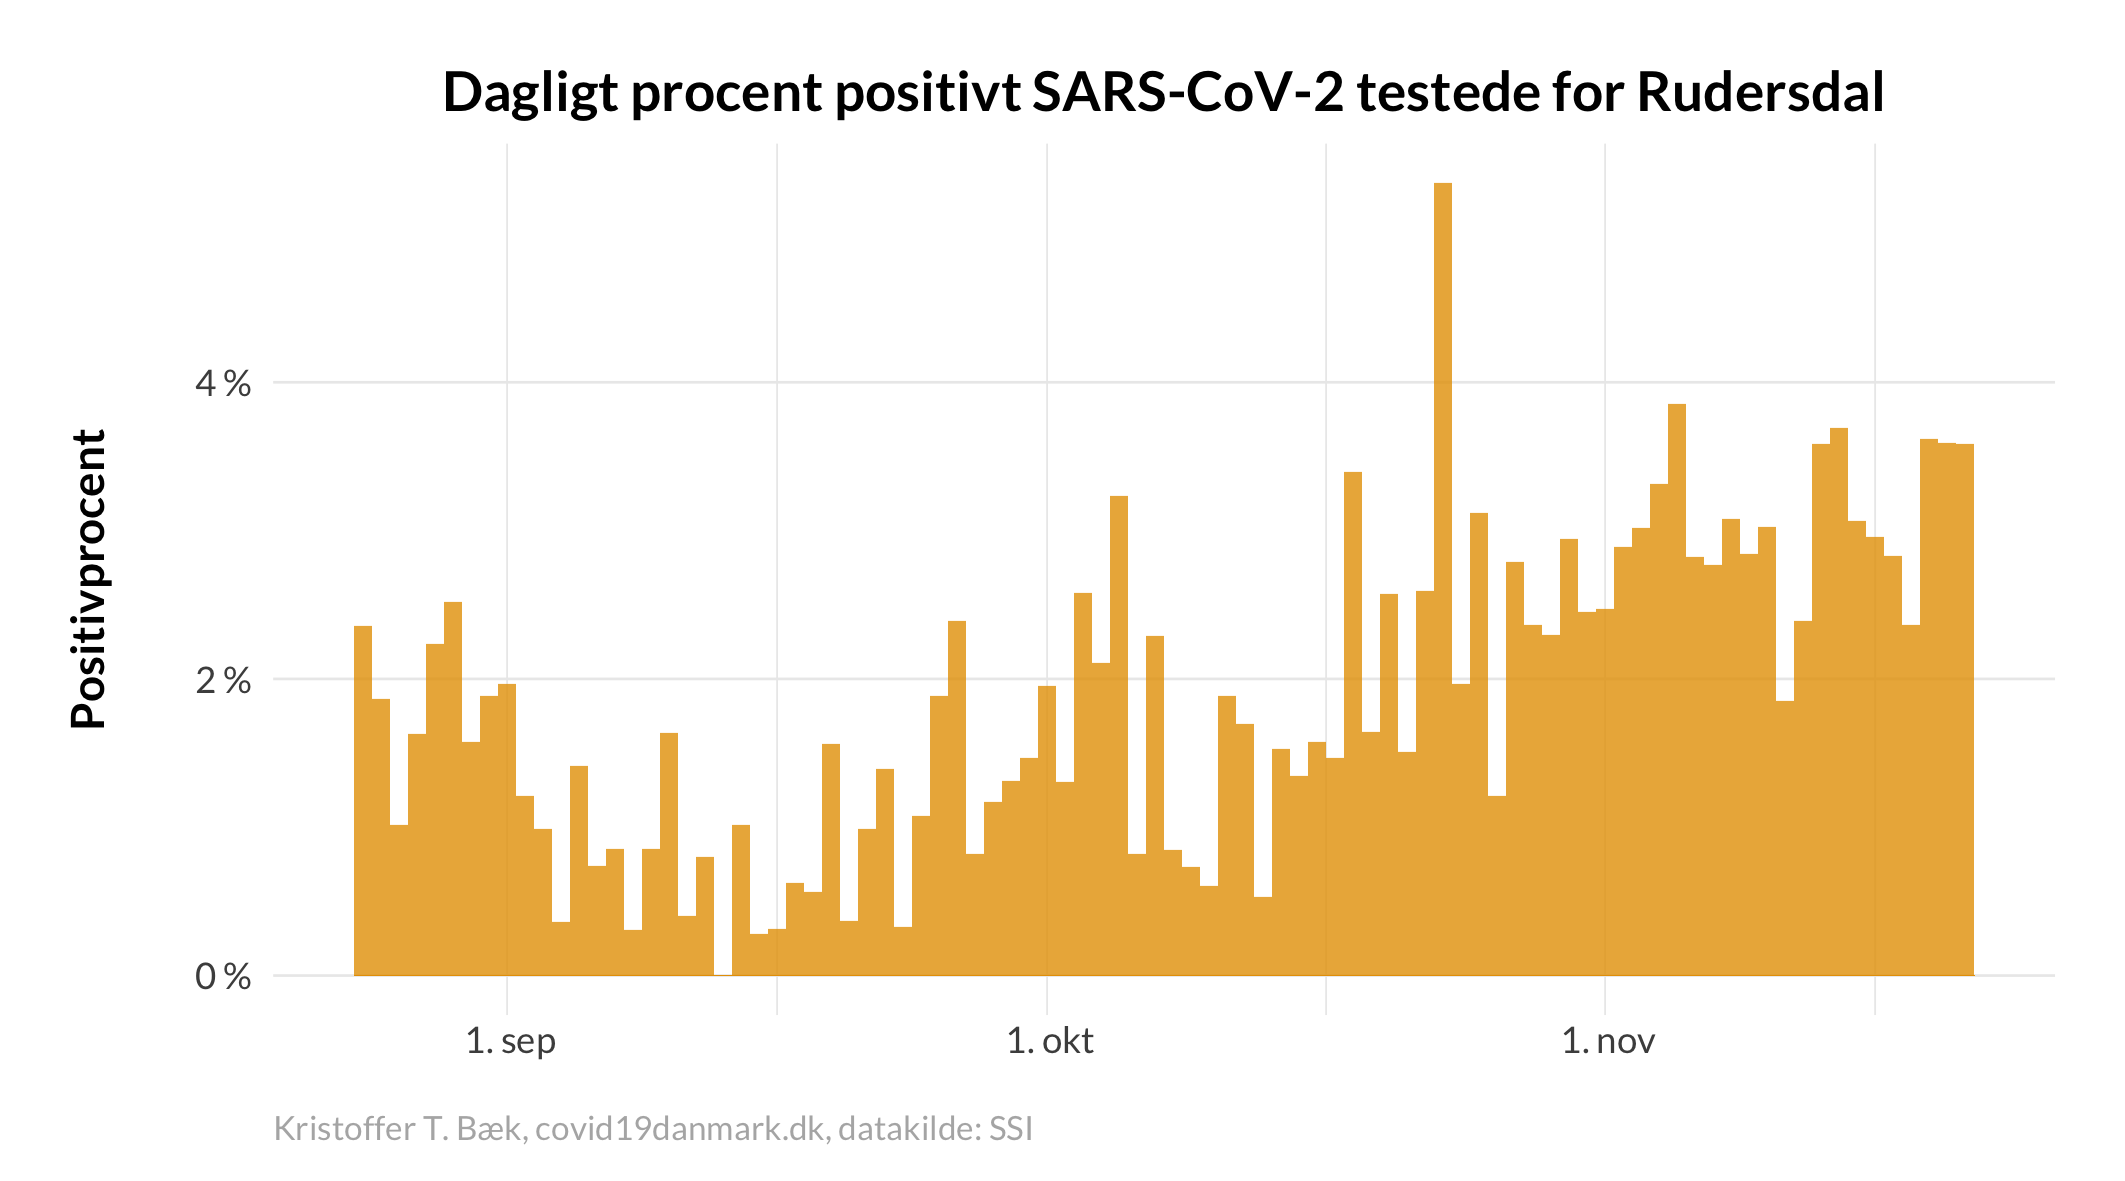 Dagligt procent positivt SARS-CoV-2 testede for Rudersdal
Positivprocent
4 %
2 %
0 %
1. sep
1. okt
1. nov
Kristoffer T. Bæk, covid19danmark.dk, datakilde: SSI